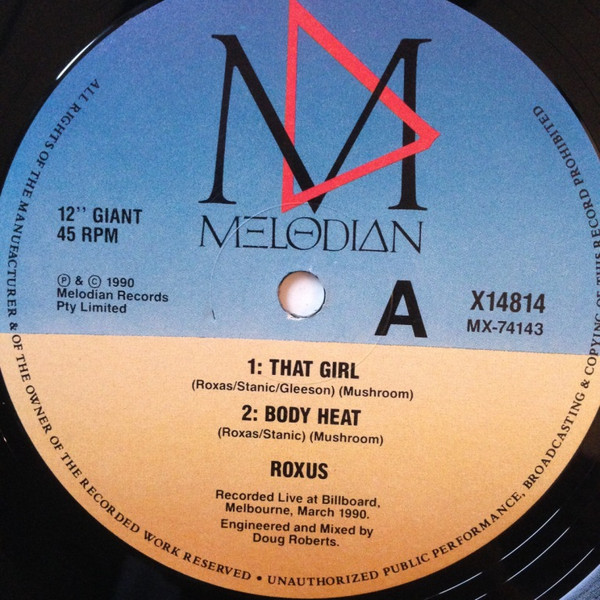 M
MELODIAN
12" GIANT
45 RPM
℗ & © 1990
Melodian Records
Pty Limited
A
X14814
MX-74143
1: THAT GIRL
(Roxas/Stanic/Gleeson) (Mushroom)
2: BODY HEAT
(Roxas/Stanic) (Mushroom)
ROXUS
Recorded Live at Billboard,
Melbourne, March 1990.
Engineered and Mixed by
Doug Roberts.
ALL RIGHTS OF THE MANUFACTURER & OF THE OWNER OF THE RECORDED WORK RESERVED • UNAUTHORIZED PUBLIC PERFORMANCE, BROADCASTING & COPYING OF THIS RECORD PROHIBITED